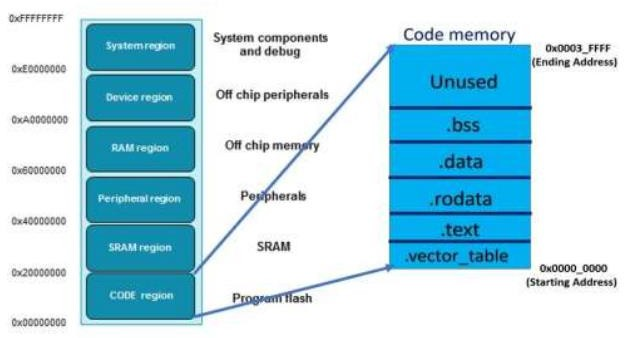 0xFFFFFFFF
System region
System components
and debug
0xE0000000
Device region
Off chip peripherals
0xA0000000
RAM region
Off chip memory
0x60000000
Peripheral region
Peripherals
0x40000000
SRAM region
SRAM
0x20000000
CODE region
Program flash
0x00000000
Code memory
0x0003_FFFF
(Ending Address)
Unused
.bss
.data
.rodata
.text
.vector_table
0x0000_0000
(Starting Address)